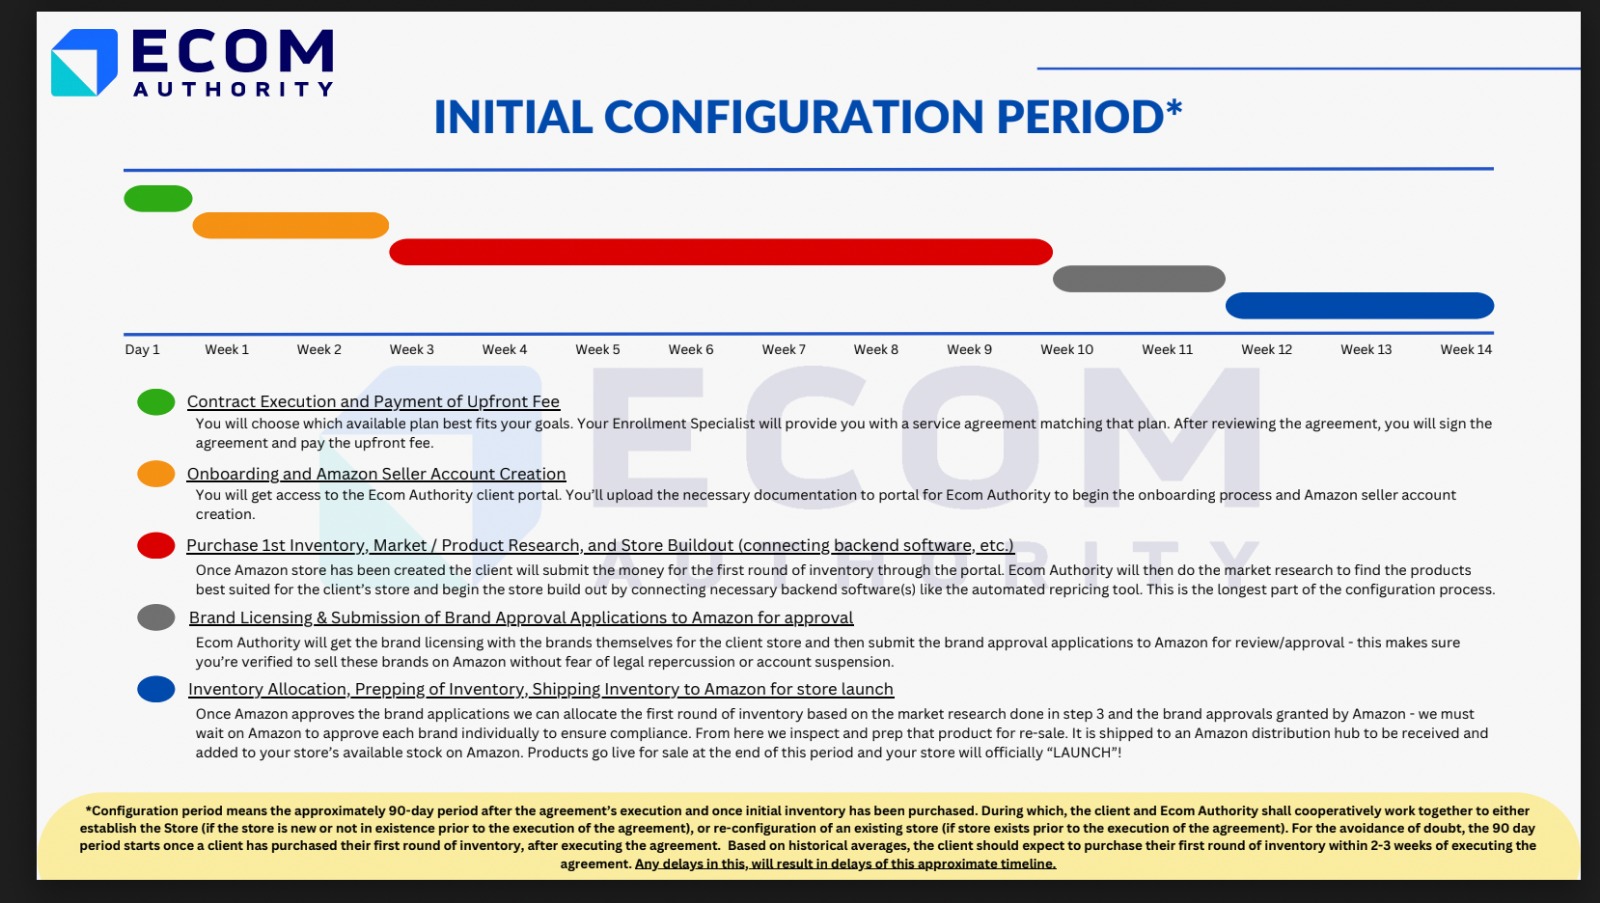 ECOM
AUTHORITY
INITIAL CONFIGURATION PERIOD*
Day 1 Week 1 Week 2 Week 3 Week 4 Week 5 Week 6 Week 7 Week 8 Week 9 Week 10 Week 11 Week 12 Week 13 Week 14
ECOM
AUTHORITY
Contract Execution and Payment of Upfront Fee
You will choose which available plan best fits your goals. Your Enrollment Specialist will provide you with a service agreement matching that plan. After reviewing the agreement, you will sign the
agreement and pay the upfront fee.
Onboarding and Amazon Seller Account Creation
You will get access to the Ecom Authority client portal. You’ll upload the necessary documentation to portal for Ecom Authority to begin the onboarding process and Amazon seller account
creation.
Purchase 1st Inventory, Market / Product Research, and Store Buildout (connecting backend software, etc.)
Once Amazon store has been created the client will submit the money for the first round of inventory through the portal. Ecom Authority will then do the market research to find the products
best suited for the client’s store and begin the store build out by connecting necessary backend software(s) like the automated repricing tool. This is the longest part of the configuration process.
Brand Licensing & Submission of Brand Approval Applications to Amazon for approval
Ecom Authority will get the brand licensing with the brands themselves for the client store and then submit the brand approval applications to Amazon for review/approval - this makes sure
you’re verified to sell these brands on Amazon without fear of legal repercussion or account suspension.
Inventory Allocation, Prepping of Inventory, Shipping Inventory to Amazon for store launch
Once Amazon approves the brand applications we can allocate the first round of inventory based on the market research done in step 3 and the brand approvals granted by Amazon - we must
wait on Amazon to approve each brand individually to ensure compliance. From here we inspect and prep that product for re-sale. It is shipped to an Amazon distribution hub to be received and
added to your store’s available stock on Amazon. Products go live for sale at the end of this period and your store will officially “LAUNCH”!
*Configuration period means the approximately 90-day period after the agreement’s execution and once initial inventory has been purchased. During which, the client and Ecom Authority shall cooperatively work together to either
establish the Store (if the store is new or not in existence prior to the execution of the agreement), or re-configuration of an existing store (if store exists prior to the execution of the agreement). For the avoidance of doubt, the 90 day
period starts once a client has purchased their first round of inventory, after executing the agreement. Based on historical averages, the client should expect to purchase their first round of inventory within 2-3 weeks of executing the
agreement. Any delays in this, will result in delays of this approximate timeline.